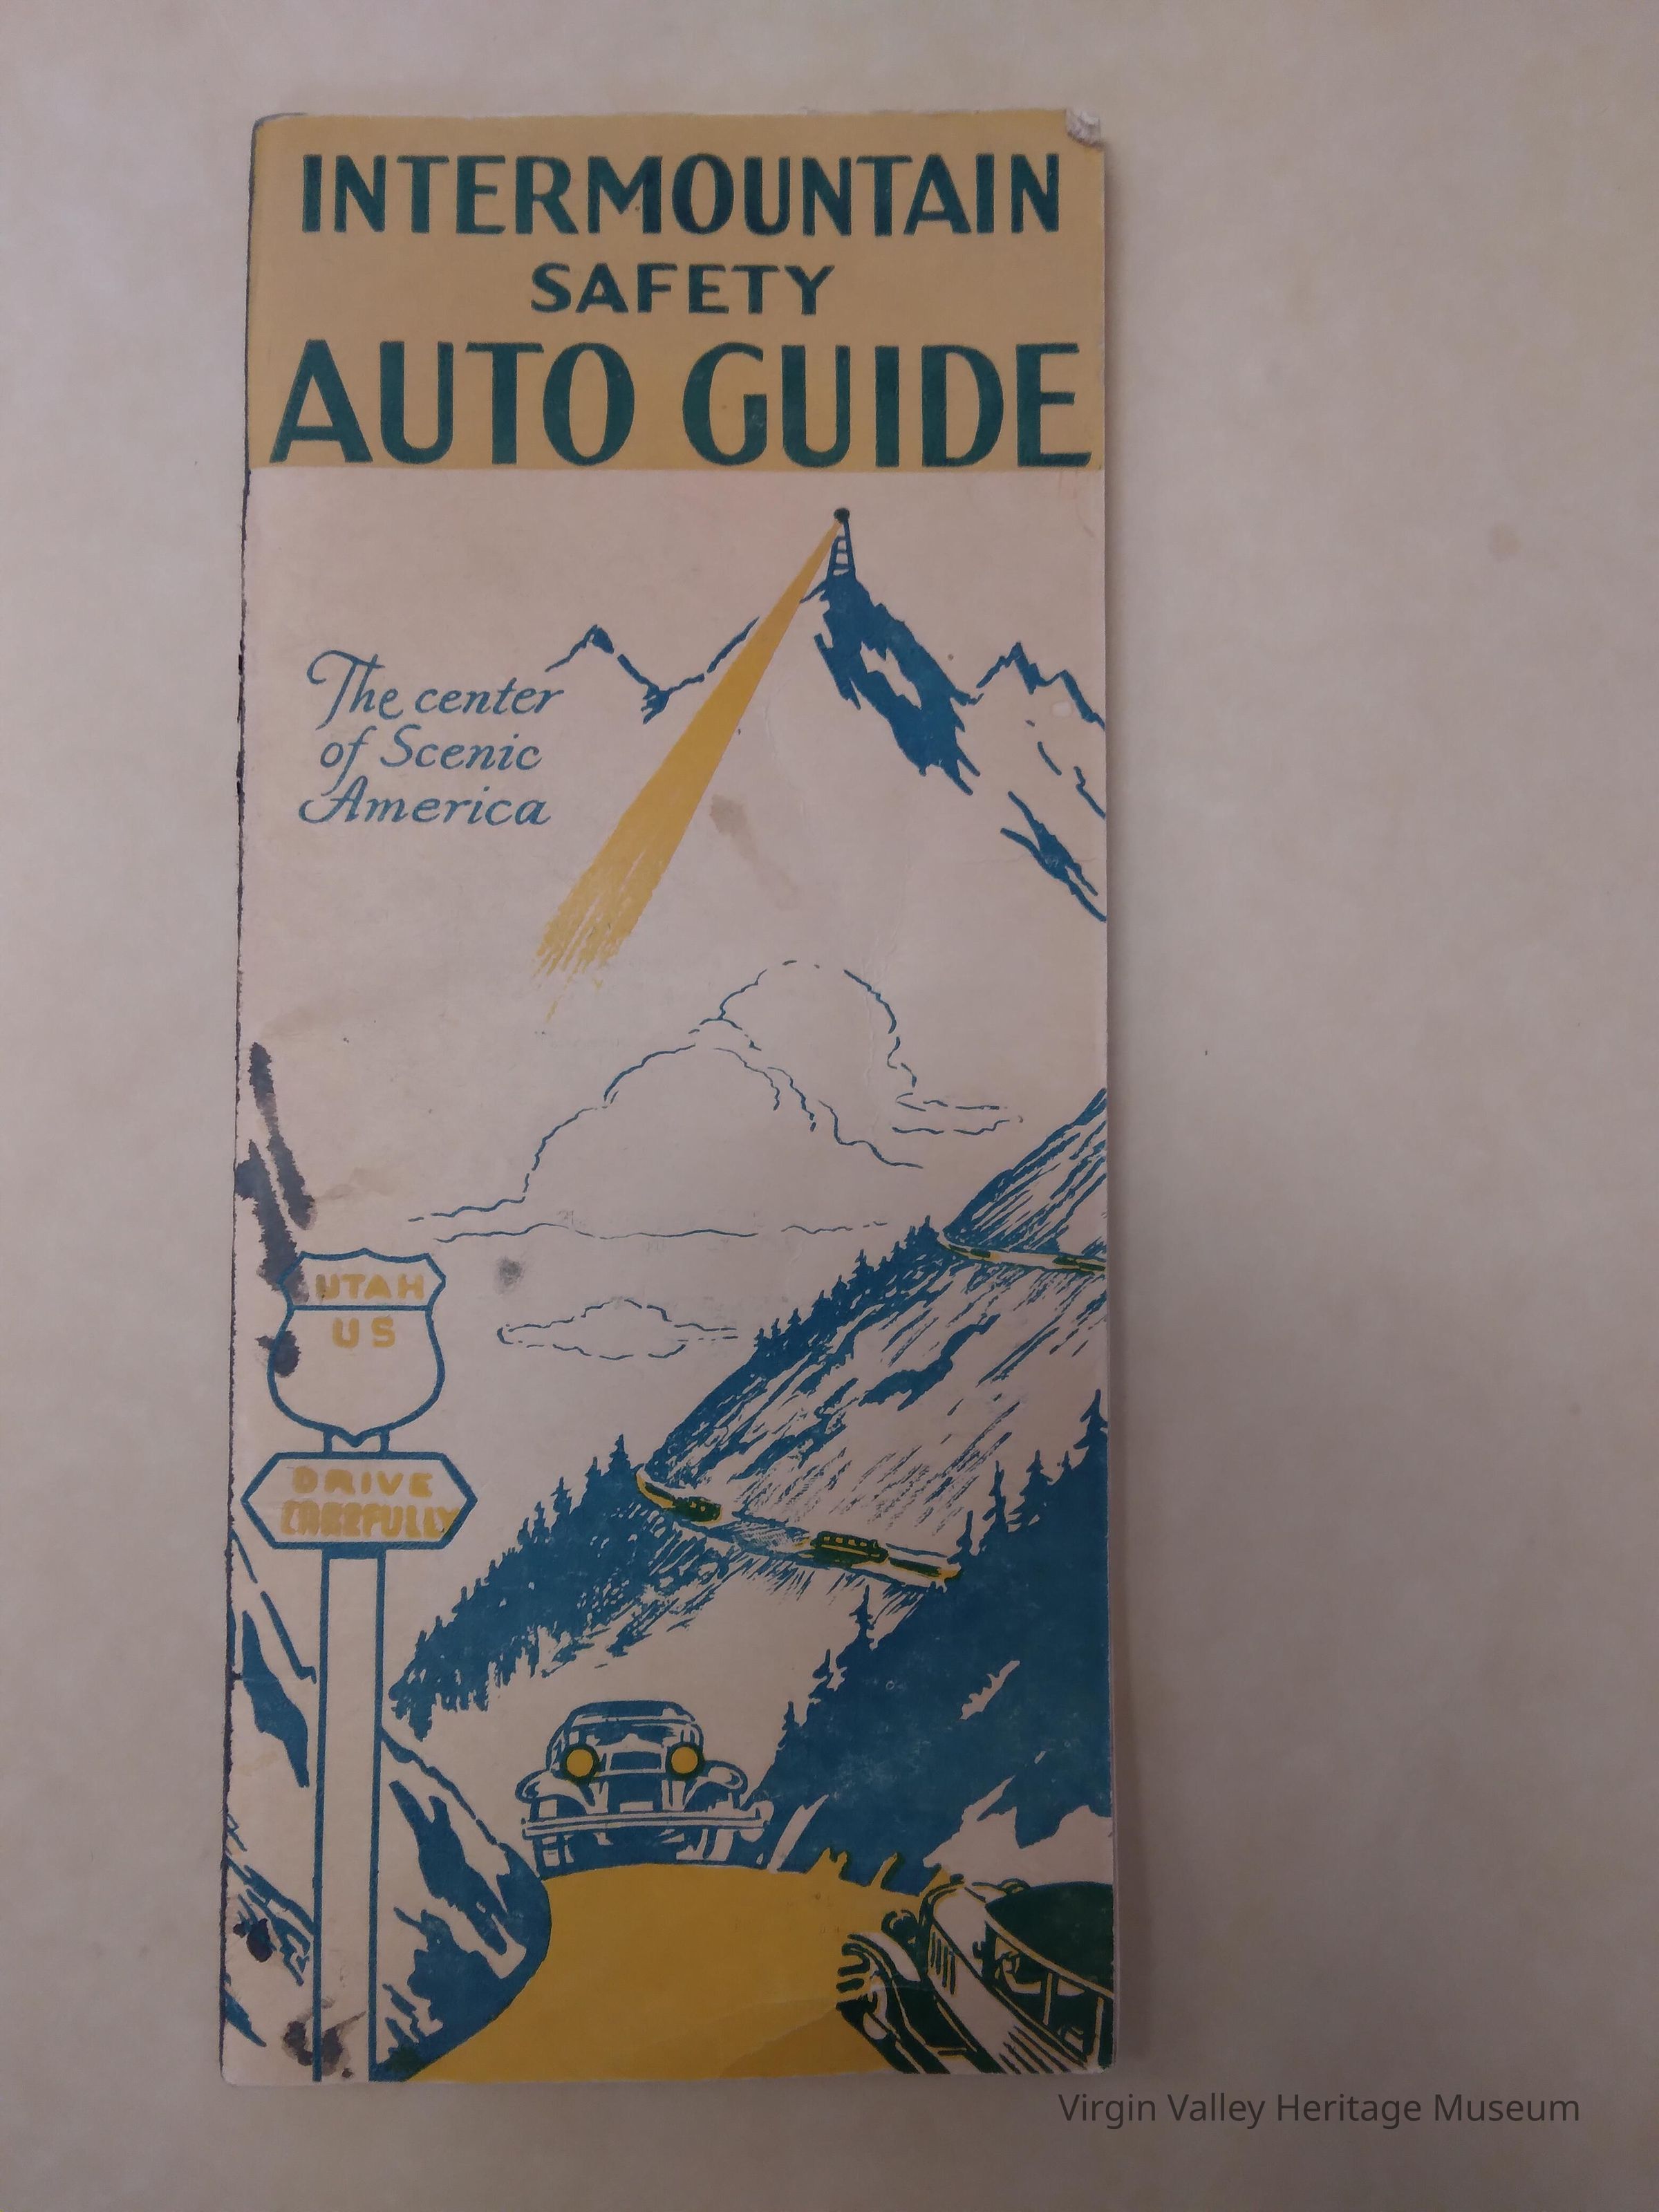 INTERMOUNTAIN
SAFETY
AUTO GUIDE
The center
of Scenic
America
UTAH
US
DRIVE
CAREFULLY
Virgin Valley Heritage Museum